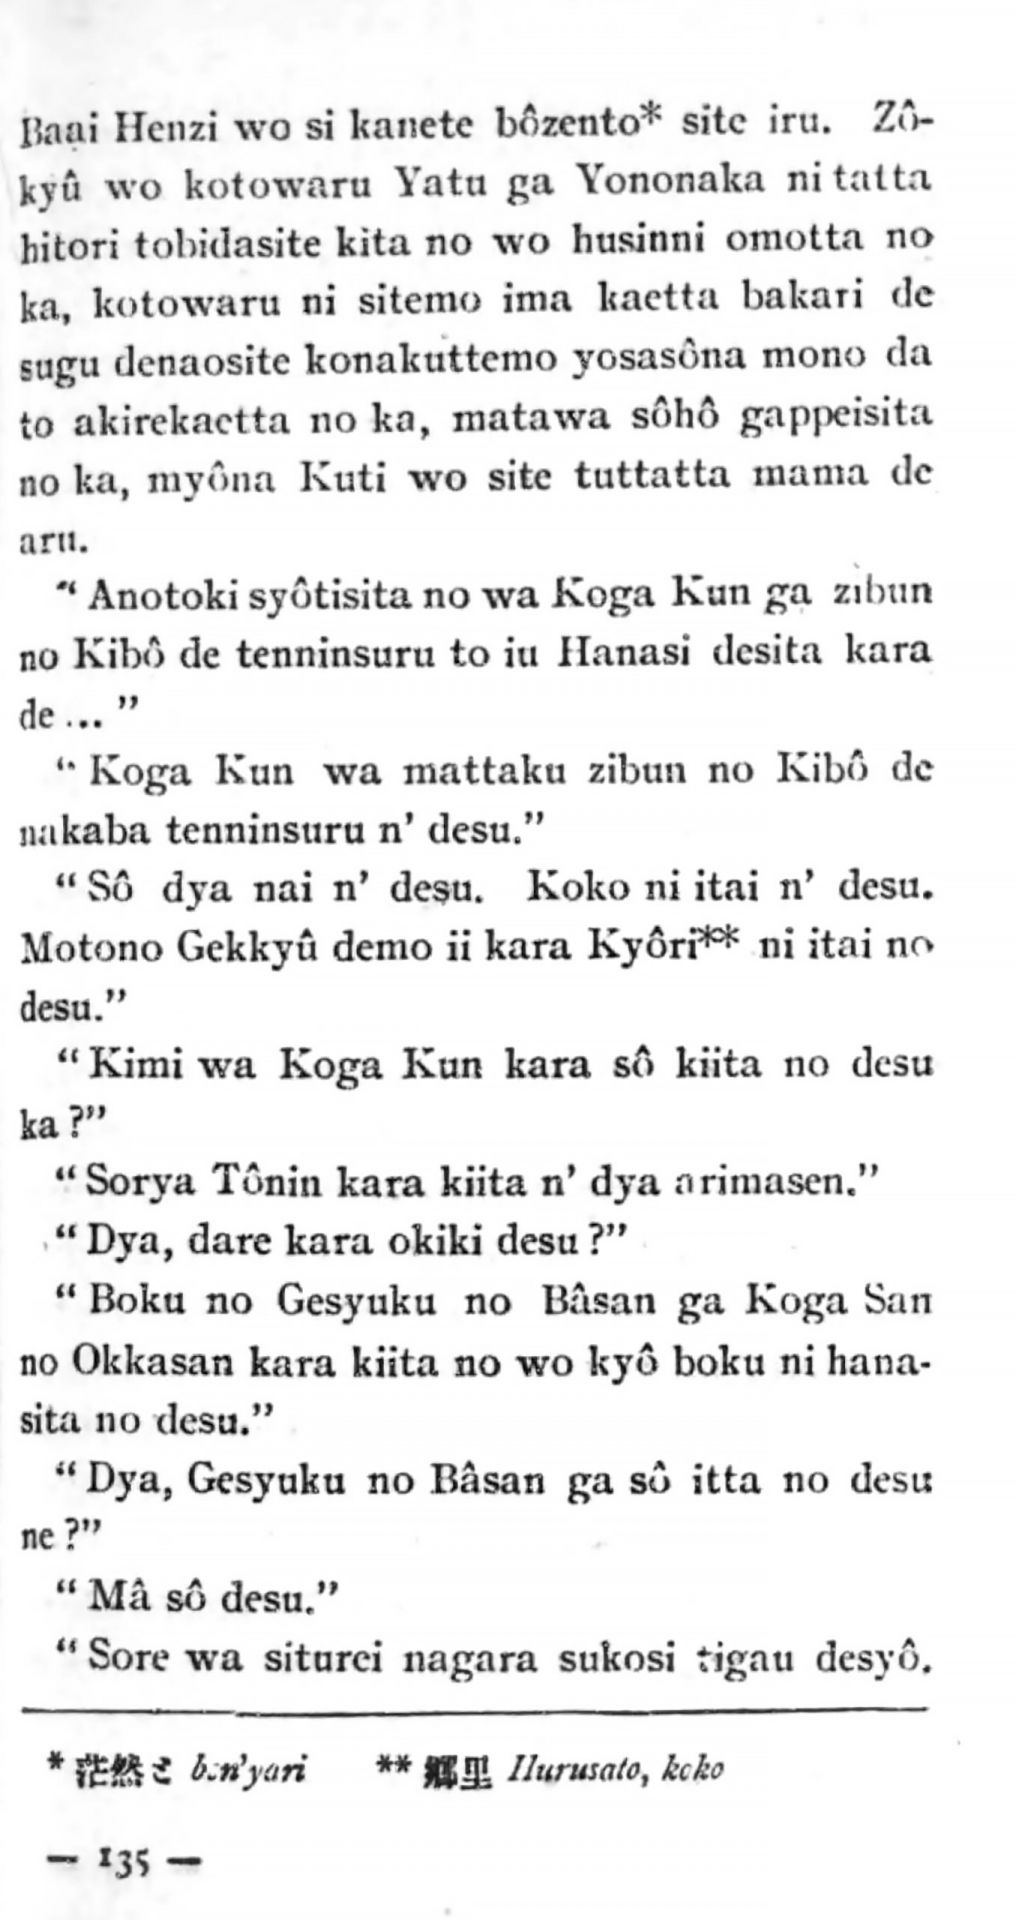 Baai Henzi wo si kanete bôzento* site iru. Zô-
kyû wo kotowaru Yatu ga Yononaka ni tatta
hitori tobidasite kita no wo husinni omotta no
ka, kotowaru ni sitemo ima kaetta bakari de
sugu denaosite konakuttemo yosasôna mono da
to akirekaetta no ka, matawa sôhô gappeisita
no ka, myôna Kuti wo site tuttatta mama de
aru.
“ Anotoki syôtisita no wa Koga Kun ga zibun
no Kibô de tenninsuru to iu Hanasi desita kara
de ... ”
“ Koga Kun wa mattaku zibun no Kibô de
nakaba tenninsuru n’ desu.”
“ Sô dya nai n’ desu. Koko ni itai n’ desu.
Motono Gekkyû demo ii kara Kyôri** ni itai no
desu.”
“ Kimi wa Koga Kun kara sô kiita no desu
ka ?”
“ Sorya Tônin kara kiita n’ dya arimasen.”
“ Dya, dare kara okiki desu ?”
“ Boku no Gesyuku no Bâsan ga Koga San
no Okkasan kara kiita no wo kyô boku ni hana-
sita no desu.”
“ Dya, Gesyuku no Bâsan ga sô itta no desu
ne ?”
“ Mâ sô desu.”
“ Sore wa siturei nagara sukosi tigau desyô.
* 茫然と bon’yari ** 鄕里 Hurusato, koko
— 135 —